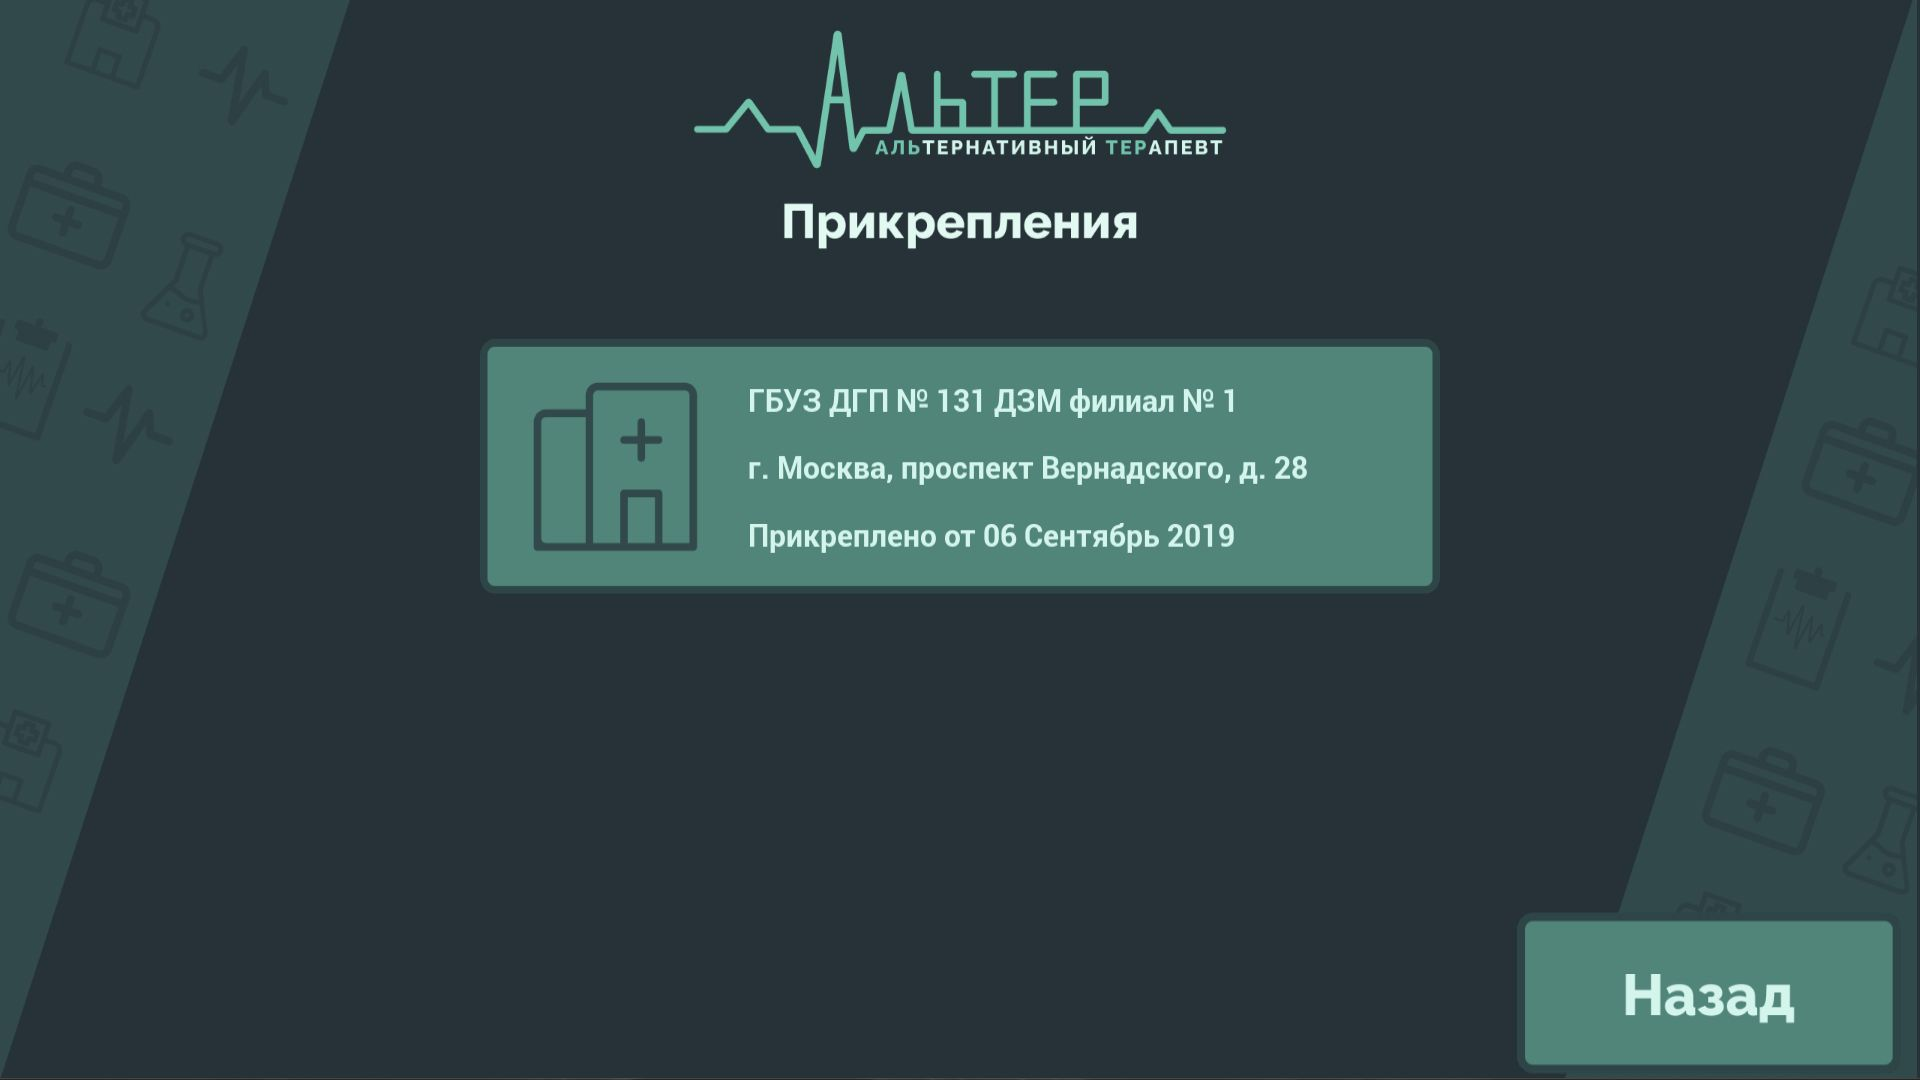 АЛЬТЕР
АЛЬТЕРНАТИВНЫЙ ТЕРАПЕВТ
Прикрепления
ГБУЗ ДГП № 131 ДЗМ филиал № 1
г. Москва, проспект Вернадского, д. 28
Прикреплено от 06 Сентябрь 2019
Назад